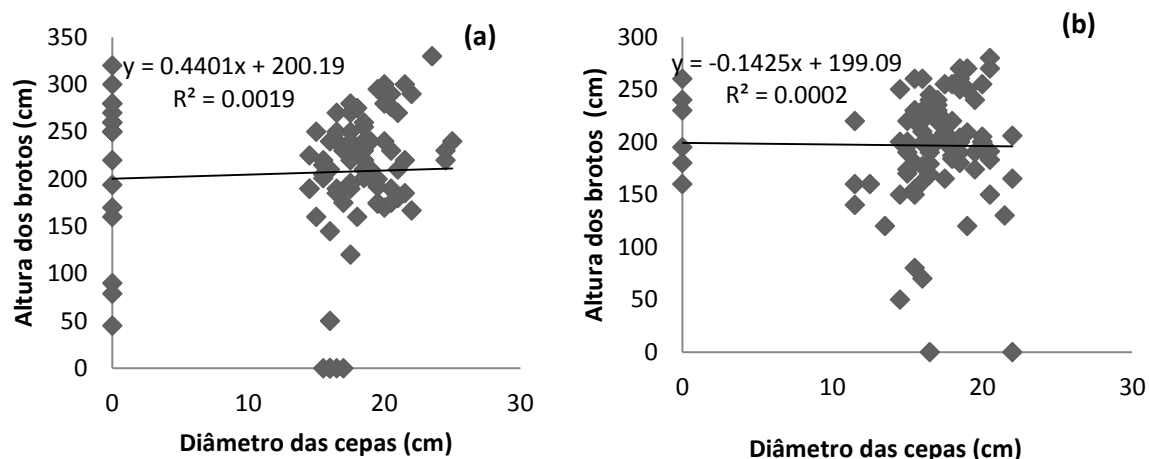 (a)
y = 0.4401x + 200.19
R² = 0.0019
Altura dos brotos (cm)
350
300
250
200
150
100
50
0
0
10
20
30
Diâmetro das cepas (cm)
(b)
y = -0.1425x + 199.09
R² = 0.0002
Altura dos brotos (cm)
300
250
200
150
100
50
0
0
10
20
30
Diâmetro das cepas (cm)